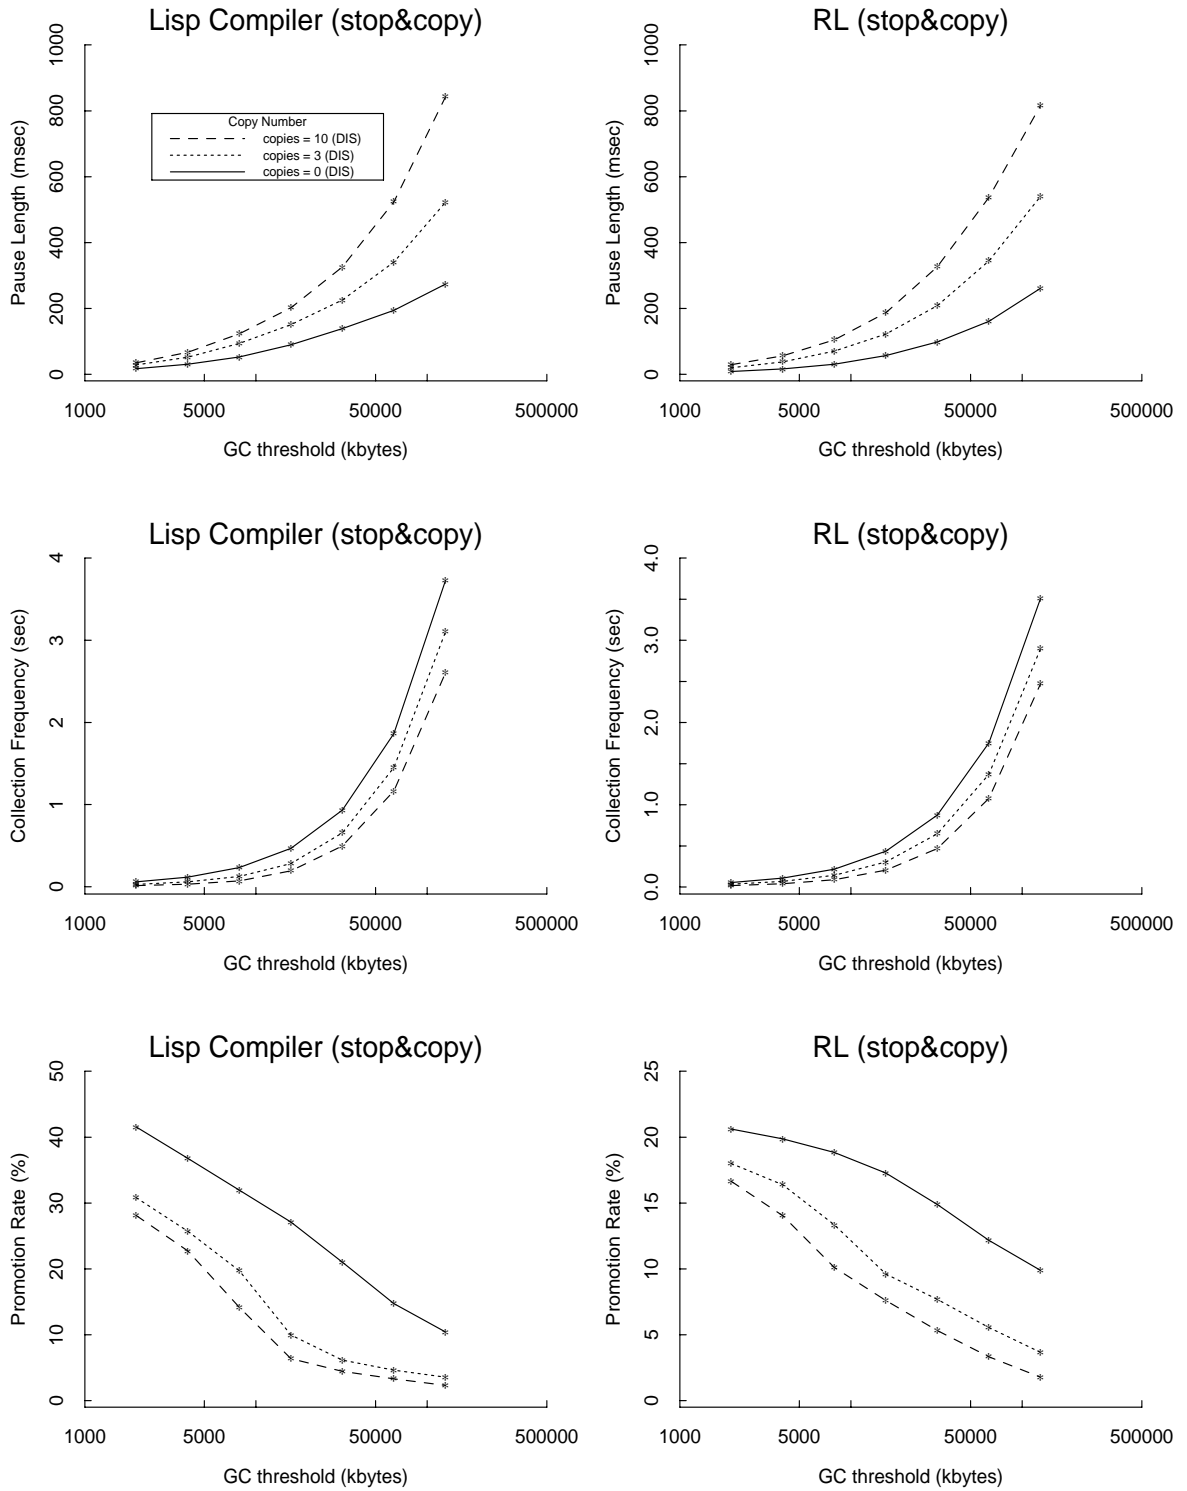 Lisp Compiler (stop&copy)
Pause Length (msec)
0 200 400 600 800 1000
Copy Number
copies = 10 (DIS)
copies = 3 (DIS)
copies = 0 (DIS)
1000 5000 50000 500000
GC threshold (kbytes)
RL (stop&copy)
Pause Length (msec)
0 200 400 600 800 1000
1000 5000 50000 500000
GC threshold (kbytes)
Lisp Compiler (stop&copy)
Collection Frequency (sec)
0 1 2 3 4
1000 5000 50000 500000
GC threshold (kbytes)
RL (stop&copy)
Collection Frequency (sec)
0.0 1.0 2.0 3.0 4.0
1000 5000 50000 500000
GC threshold (kbytes)
Lisp Compiler (stop&copy)
Promotion Rate (%)
0 10 20 30 40 50
1000 5000 50000 500000
GC threshold (kbytes)
RL (stop&copy)
Promotion Rate (%)
0 5 10 15 20 25
1000 5000 50000 500000
GC threshold (kbytes)